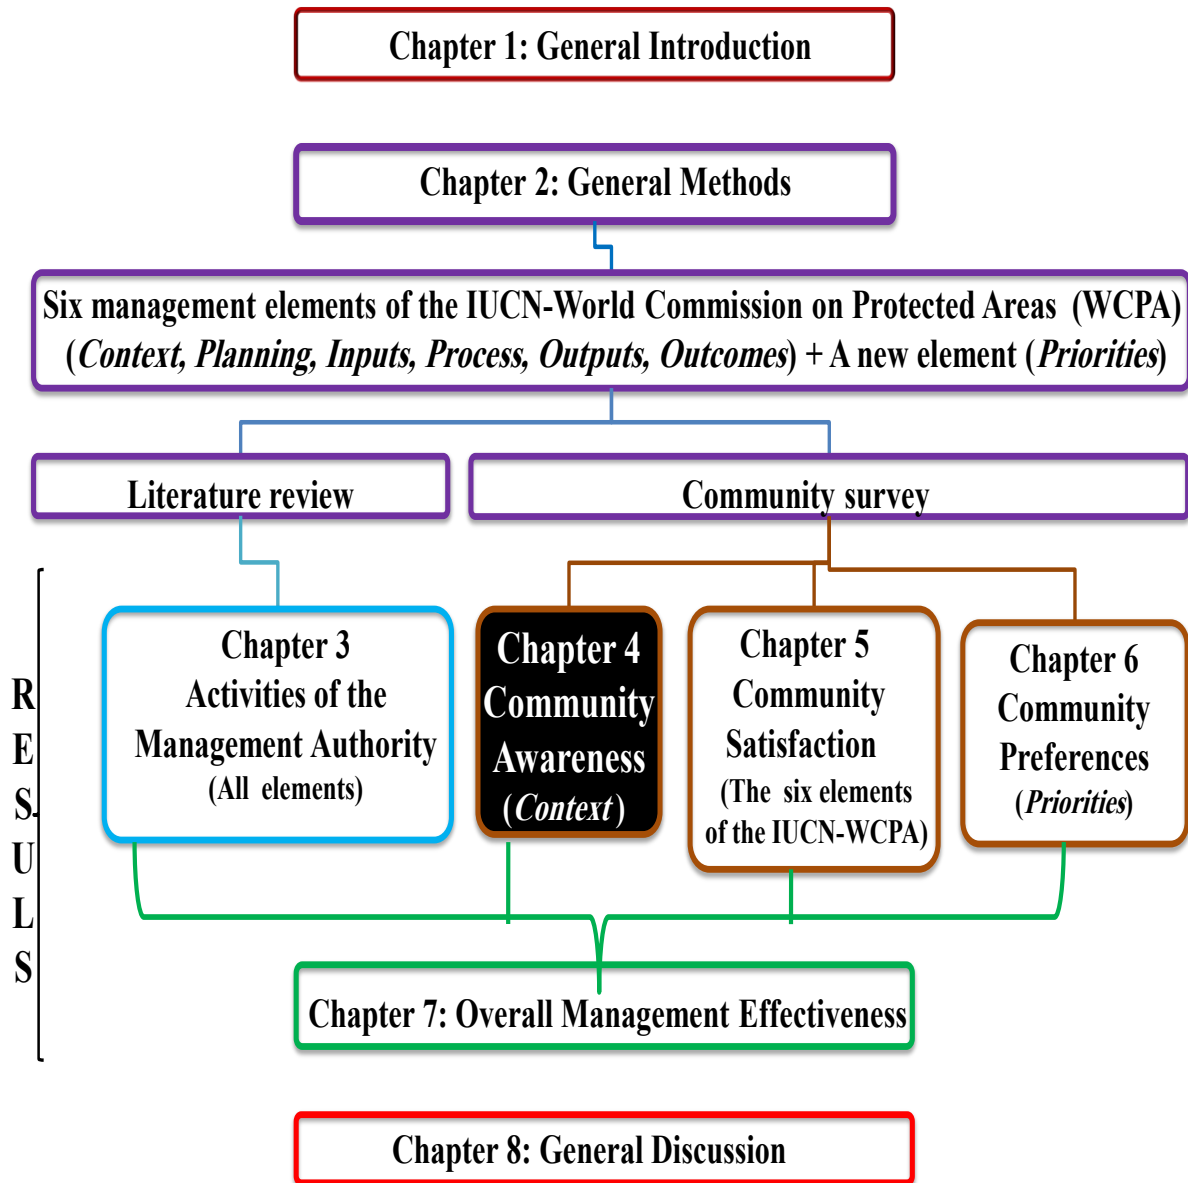 Chapter 1: General Introduction
Chapter 2: General Methods
Six management elements of the IUCN-World Commission on Protected Areas (WCPA)
(Context, Planning, Inputs, Process, Outputs, Outcomes) + A new element (Priorities)
Literature review
Community survey
R
E
S
U
L
S
Chapter 3
Activities of the
Management Authority
(All elements)
Chapter 4
Community
Awareness
(Context)
Chapter 5
Community
Satisfaction
(The six elements
of the IUCN-WCPA)
Chapter 6
Community
Preferences
(Priorities)
Chapter 7: Overall Management Effectiveness
Chapter 8: General Discussion